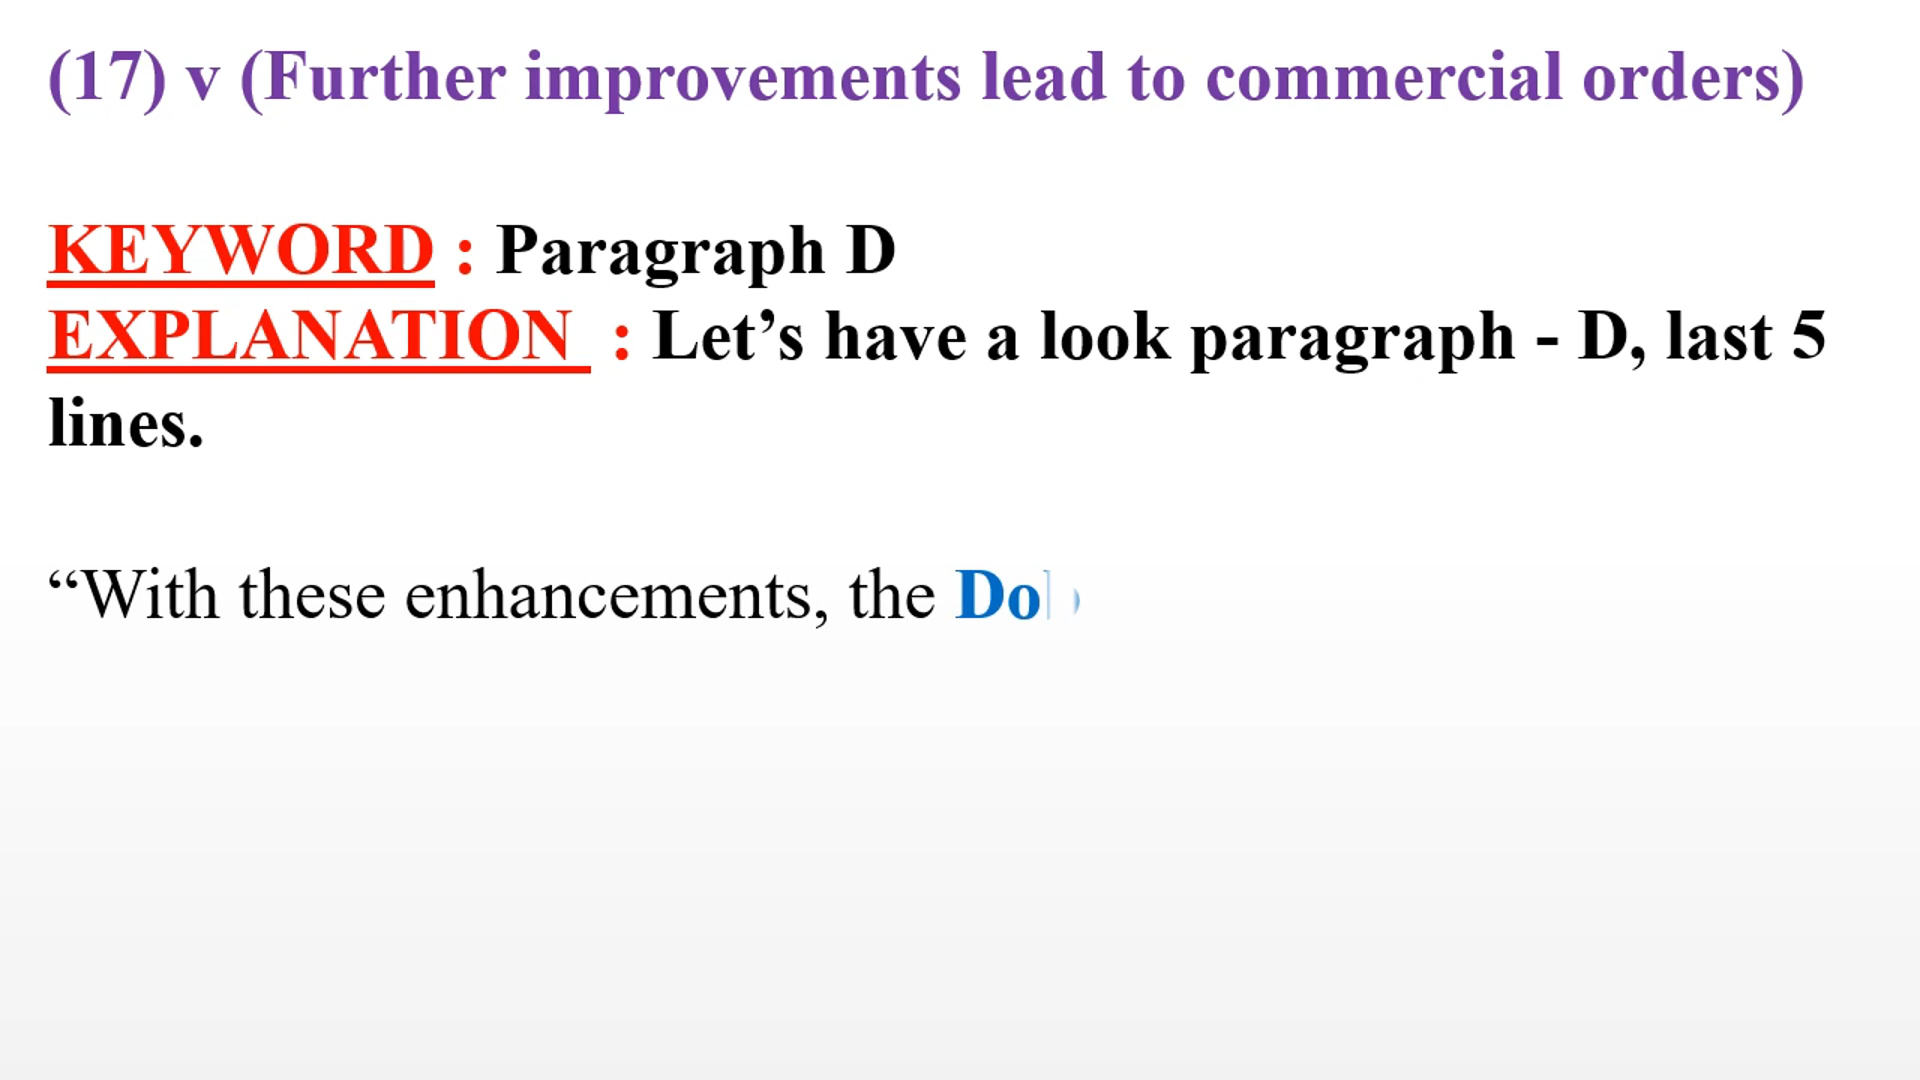 (17) v (Further improvements lead to commercial orders)
KEYWORD : Paragraph D
EXPLANATION : Let’s have a look paragraph - D, last 5
lines.
“With these enhancements, the